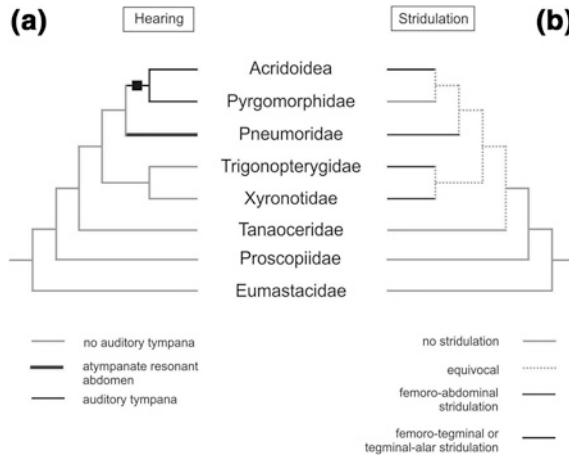 (a)
Hearing
Stridulation
(b)
Acridoidea
Pyrgomorphidae
Pneumoridae
Trigonopterygidae
Xyronotidae
Tanaoceridae
Proscopiidae
Eumastacidae
no auditory tympana
atympanate resonant
abdomen
auditory tympana
no stridulation
equivocal
femoro-abdominal
stridulation
femoro-tegminal or
tegminal-alar stridulation